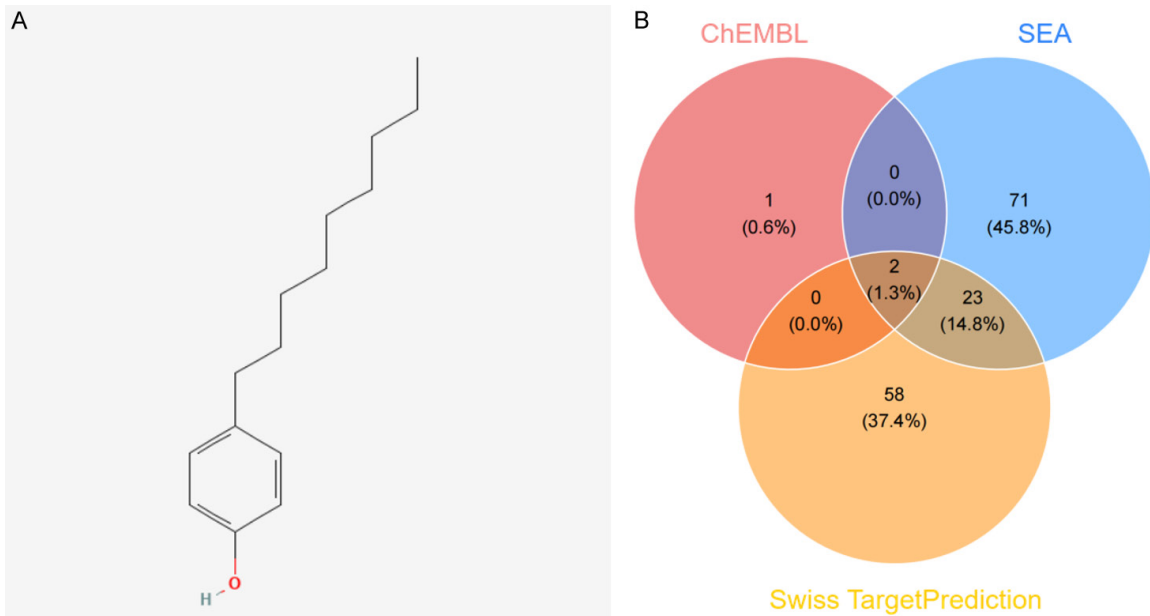 A
H
O
B
ChEMBL
SEA
0
(0.0%)
1
(0.6%)
71
(45.8%)
2
(1.3%)
0
(0.0%)
23
(14.8%)
58
(37.4%)
Swiss TargetPrediction